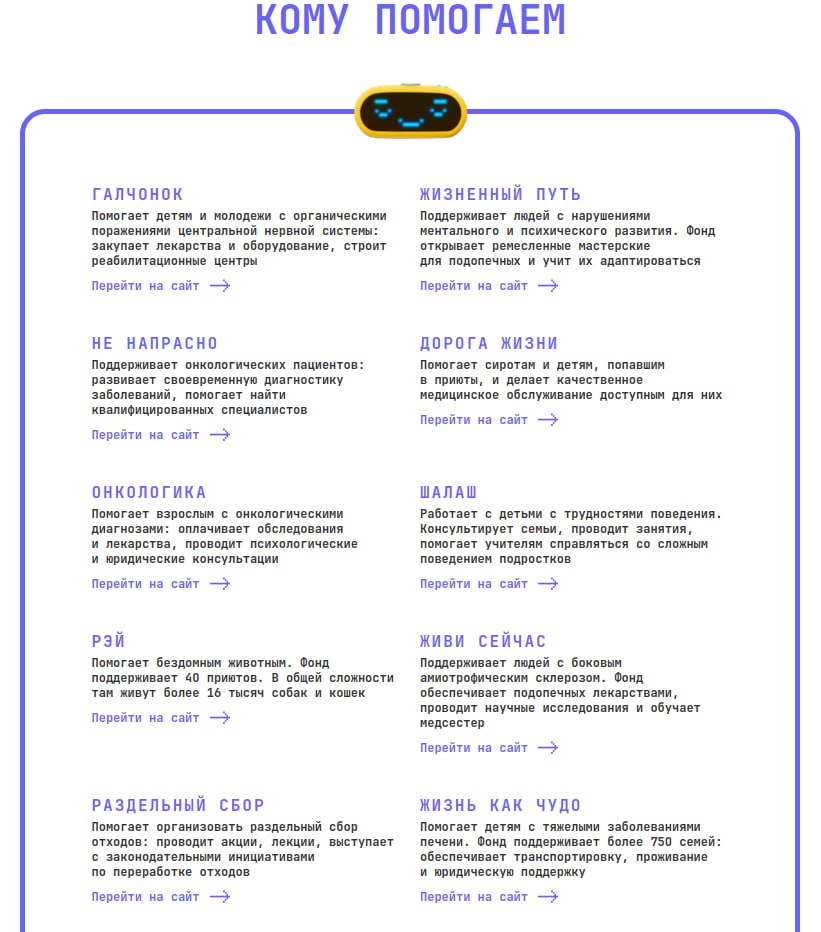 КОМУ ПОМОГАЕМ
ГАЛЧОНОК
Помогает детям и молодежи с органическими
поражениями центральной нервной системы:
закупает лекарства и оборудование, строит
реабилитационные центры
Перейти на сайт
ЖИЗНЕННЫЙ ПУТЬ
Поддерживает людей с нарушениями
ментального и психического развития. Фонд
открывает ремесленные мастерские
для подопечных и учит их адаптироваться
Перейти на сайт
НЕ НАПРАСНО
Поддерживает онкологических пациентов:
развивает своевременную диагностику
заболеваний, помогает найти
квалифицированных специалистов
Перейти на сайт
ДОРОГА ЖИЗНИ
Помогает сиротам и детям, попавшим
в приюты, и делает качественное
медицинское обслуживание доступным для них
Перейти на сайт
ОНКОЛОГИКА
Помогает взрослым с онкологическими
диагнозами: оплачивает обследования
и лекарства, проводит психологические
и юридические консультации
Перейти на сайт
ШАЛАШ
Работает с детьми с трудностями поведения.
Консультирует семьи, проводит занятия,
помогает учителям справляться со сложным
поведением подростков
Перейти на сайт
РЭЙ
Помогает бездомным животным. Фонд
поддерживает 40 приютов. В общей сложности
там живут более 16 тысяч собак и кошек
Перейти на сайт
ЖИВИ СЕЙЧАС
Поддерживает людей с боковым
амиотрофическим склерозом. Фонд
обеспечивает подопечных лекарствами,
проводит научные исследования и обучает
медсестер
Перейти на сайт
РАЗДЕЛЬНЫЙ СБОР
Помогает организовать раздельный сбор
отходов: проводит акции, лекции, выступает
с законодательными инициативами
по переработке отходов
Перейти на сайт
ЖИЗНЬ КАК ЧУДО
Помогает детям с тяжелыми заболеваниями
печени. Фонд поддерживает более 750 семей:
обеспечивает транспортировку, проживание
и юридическую поддержку
Перейти на сайт